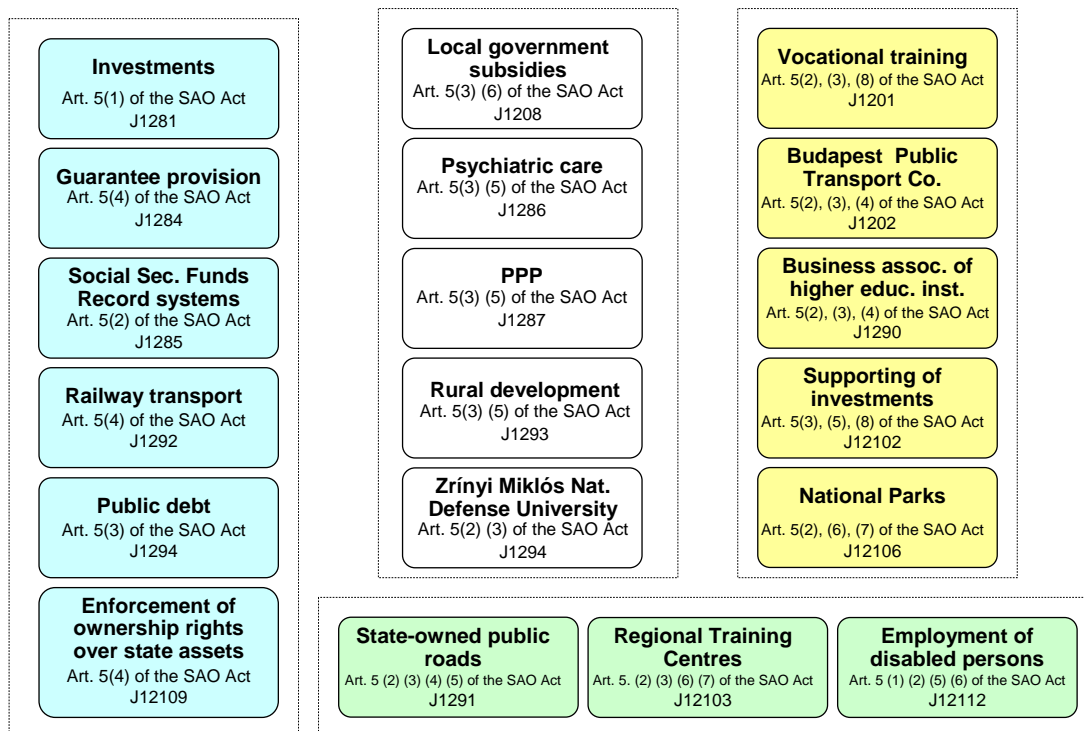 Investments
Art. 5(1) of the SAO Act
J1281
Guarantee provision
Art. 5(4) of the SAO Act
J1284
Social Sec. Funds
Record systems
Art. 5(2) of the SAO Act
J1285
Railway transport
Art. 5(4) of the SAO Act
J1292
Public debt
Art. 5(3) of the SAO Act
J1294
Enforcement of
ownership rights
over state assets
Art. 5(4) of the SAO Act
J12109
Local government
subsidies
Art. 5(3) (6) of the SAO Act
J1208
Psychiatric care
Art. 5(3) (5) of the SAO Act
J1286
PPP
Art. 5(3) (5) of the SAO Act
J1287
Rural development
Art. 5(3) (5) of the SAO Act
J1293
Zrínyi Miklós Nat.
Defense University
Art. 5(2) (3) of the SAO Act
J1294
Vocational training
Art. 5(2), (3), (8) of the SAO Act
J1201
Budapest Public
Transport Co.
Art. 5(2), (3), (4) of the SAO Act
J1202
Business assoc. of
higher educ. inst.
Art. 5(2), (3), (4) of the SAO Act
J1290
Supporting of
investments
Art. 5(3), (5), (8) of the SAO Act
J12102
National Parks
Art. 5(2), (6), (7) of the SAO Act
J12106
State-owned public
roads
Art. 5 (2) (3) (4) (5) of the SAO Act
J1291
Regional Training
Centres
Art. 5. (2) (3) (6) (7) of the SAO Act
J12103
Employment of
disabled persons
Art. 5 (1) (2) (5) (6) of the SAO Act
J12112